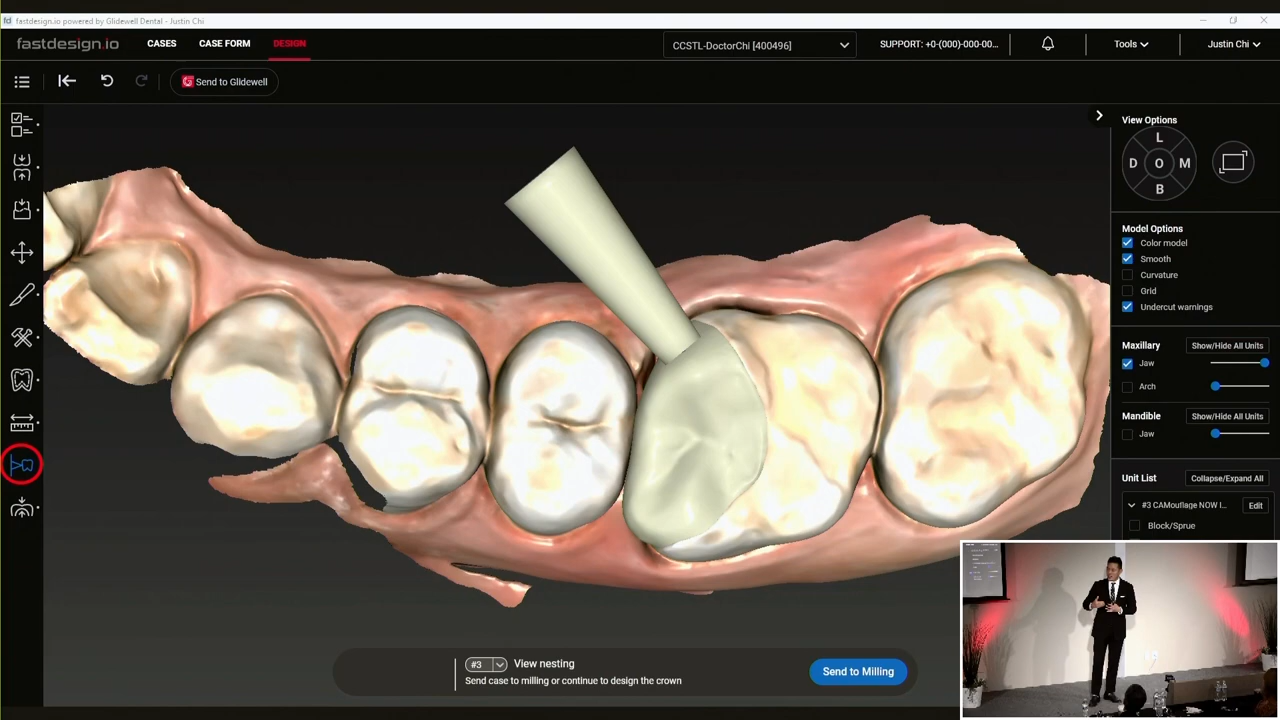 fd fastdesign.io powered by Glidewell Dental - Justin Chi
fastdesign.io CASES CASE FORM DESIGN CCSTL-DoctorChi [400496] SUPPORT: +0-(000)-000-00... Tools Justin Chi
Send to Glidewell
View Options
L
D O M
B
Model Options
Color model
Smooth
Curvature
Grid
Undercut warnings
Maxillary Show/Hide All Units
Jaw
Arch
Mandible Show/Hide All Units
Jaw
Unit List Collapse/Expand All
#3 CAMouflage NOW I... Edit
Block/Sprue
#3 View nesting
Send case to milling or continue to design the crown
Send to Milling